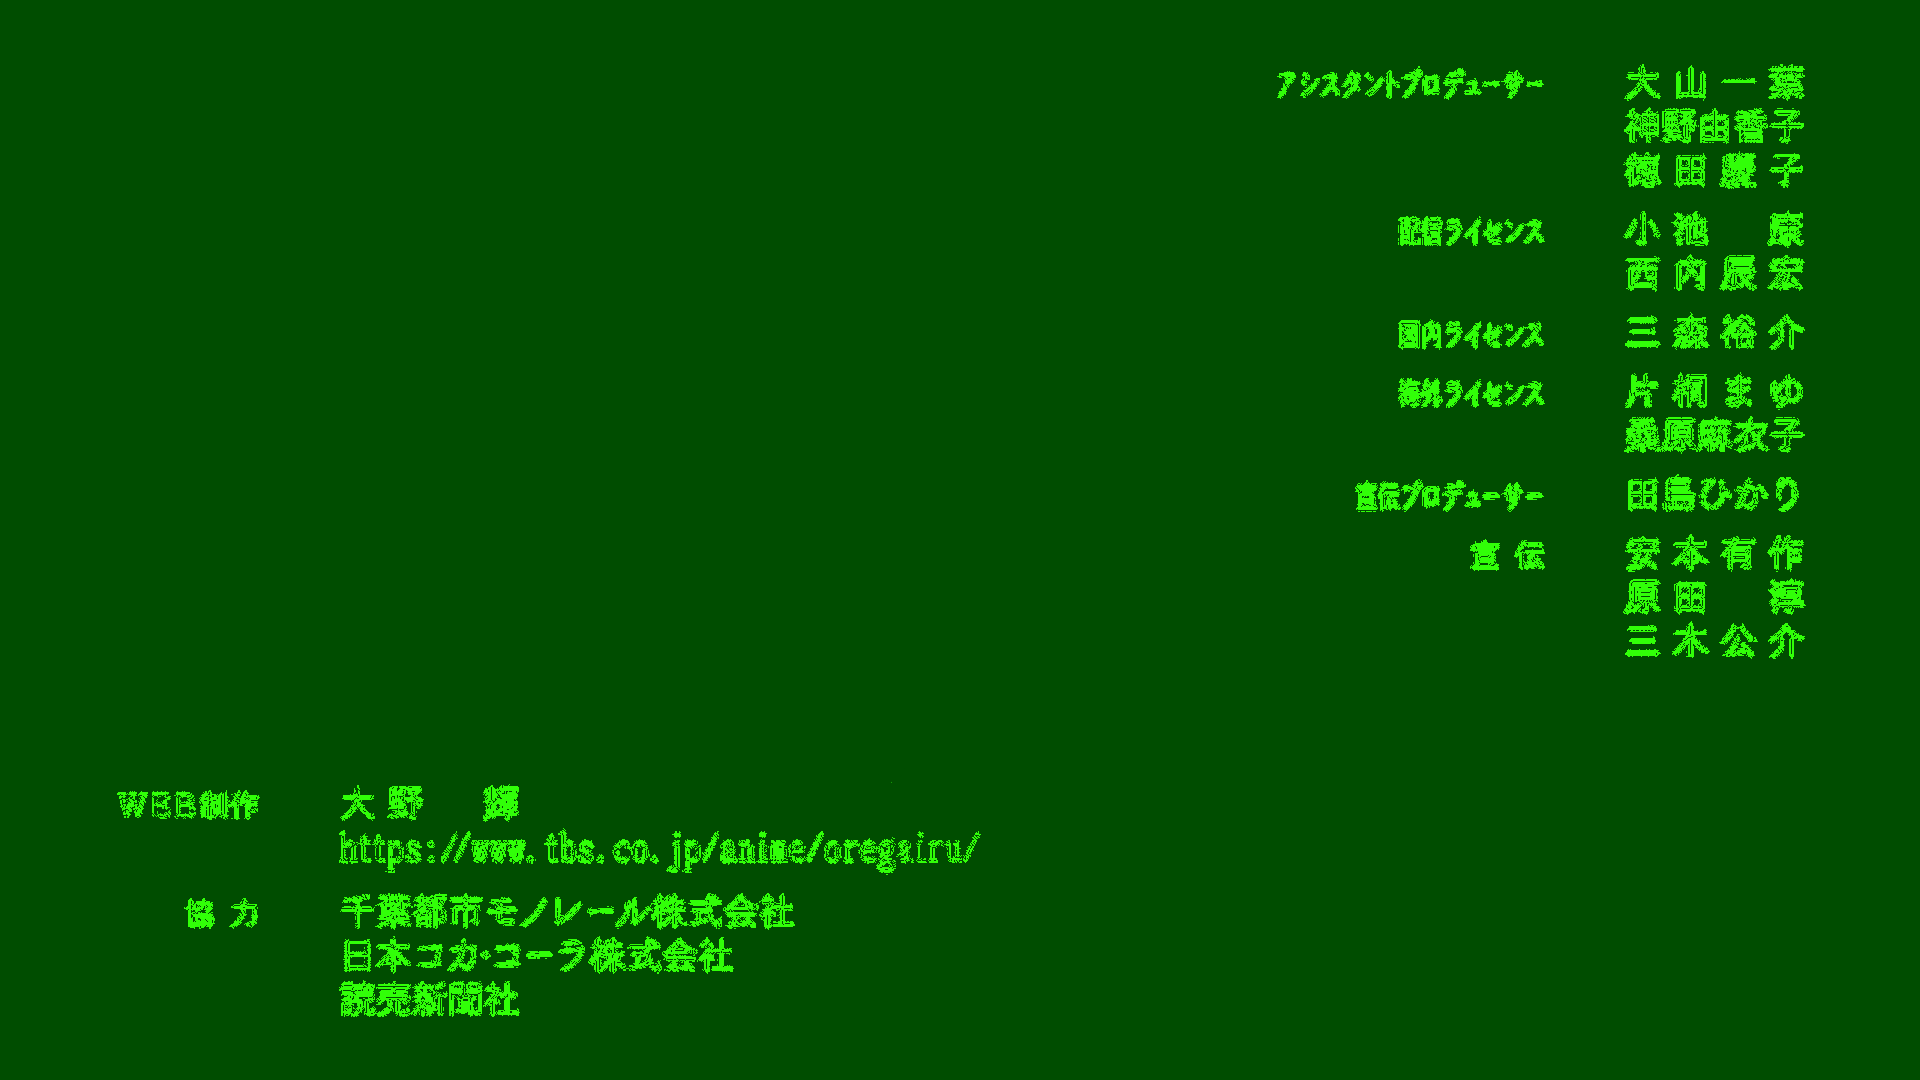 アシスタントプロデューサー 大山一葉
神野由香子
徳田慶子
配信ライセンス 小池 康
西内辰宏
国内ライセンス 三森裕介
海外ライセンス 片桐まゆ
桑原麻衣子
宣伝プロデューサー 田島ひかり
宣伝 安本有作
原田 淳
三木公介
WEB制作 大野 輝
https://www.tbs.co.jp/anime/oregairu/
協力 千葉都市モノレール株式会社
日本コカ・コーラ株式会社
読売新聞社